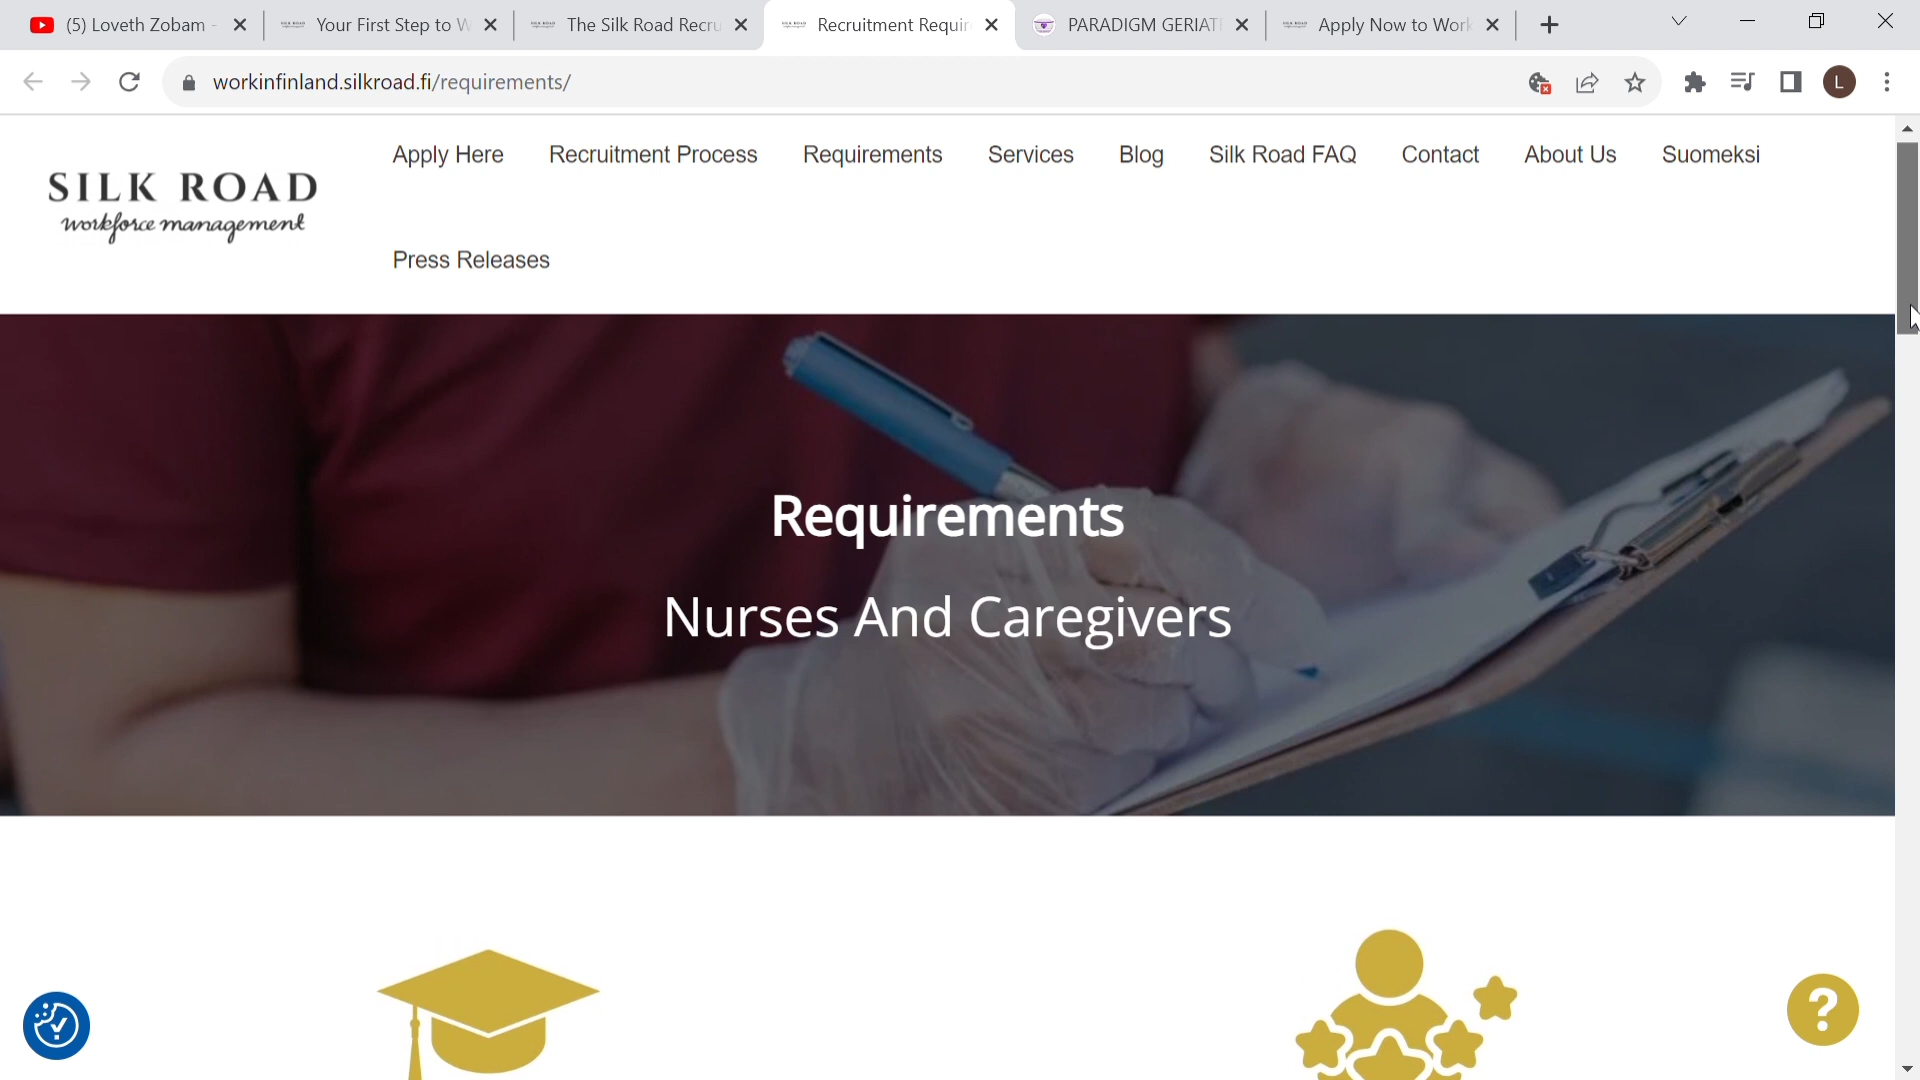 (5) Loveth Zobam -
Your First Step to W
The Silk Road Recru
Recruitment Requir
PARADIGM GERIATI
Apply Now to Work
workinfinland.silkroad.fi/requirements/
L
SILK ROAD
workforce management
Apply Here
Recruitment Process
Requirements
Services
Blog
Silk Road FAQ
Contact
About Us
Suomeksi
Press Releases
Requirements
Nurses And Caregivers
?